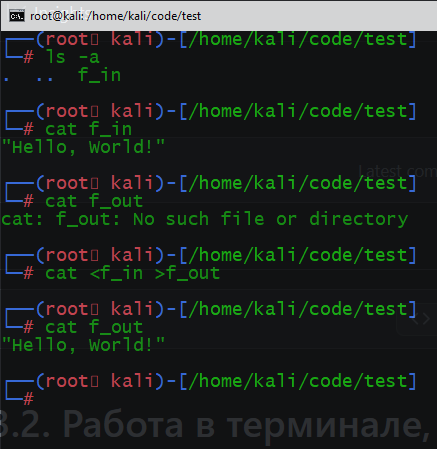 root@kali: /home/kali/code/test
┌──(root㉿ kali)-[/home/kali/code/test]
└─# ls -a
.  ..  f_in
┌──(root㉿ kali)-[/home/kali/code/test]
└─# cat f_in
"Hello, World!"
┌──(root㉿ kali)-[/home/kali/code/test]
└─# cat f_out
cat: f_out: No such file or directory
┌──(root㉿ kali)-[/home/kali/code/test]
└─# cat <f_in >f_out
┌──(root㉿ kali)-[/home/kali/code/test]
└─# cat f_out
"Hello, World!"
┌──(root㉿ kali)-[/home/kali/code/test]
└─#
Latest com
3.2. Работа в терминале,